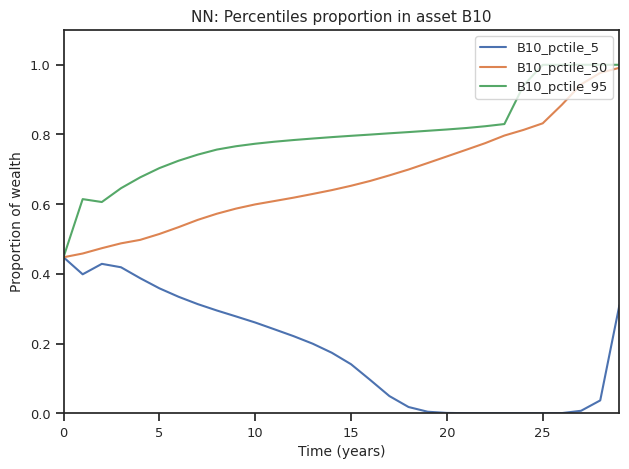 NN: Percentiles proportion in asset B10
B10_pctile_5
B10_pctile_50
B10_pctile_95
Proportion of wealth
1.0
0.8
0.6
0.4
0.2
0.0
0 5 10 15 20 25
Time (years)